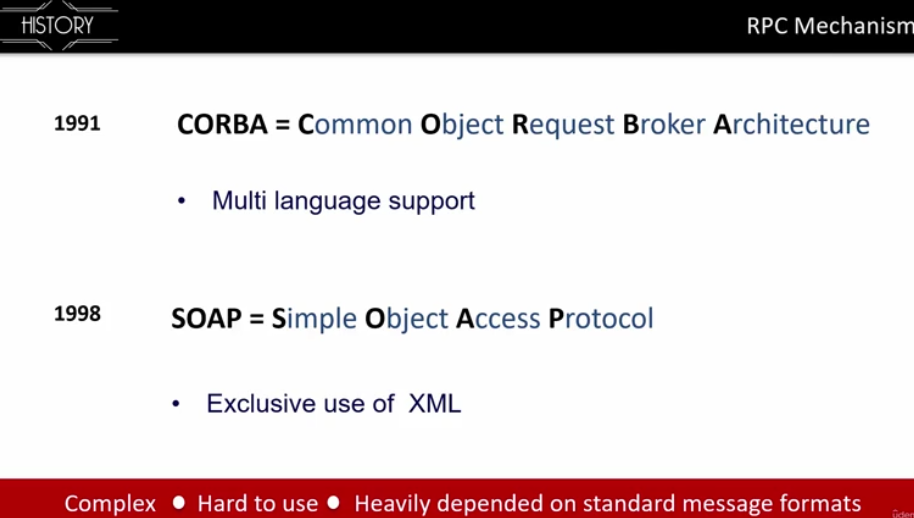 HISTORY
RPC Mechanism
1991
CORBA = Common Object Request Broker Architecture
• Multi language support
1998
SOAP = Simple Object Access Protocol
• Exclusive use of XML
Complex ● Hard to use ● Heavily depended on standard message formats